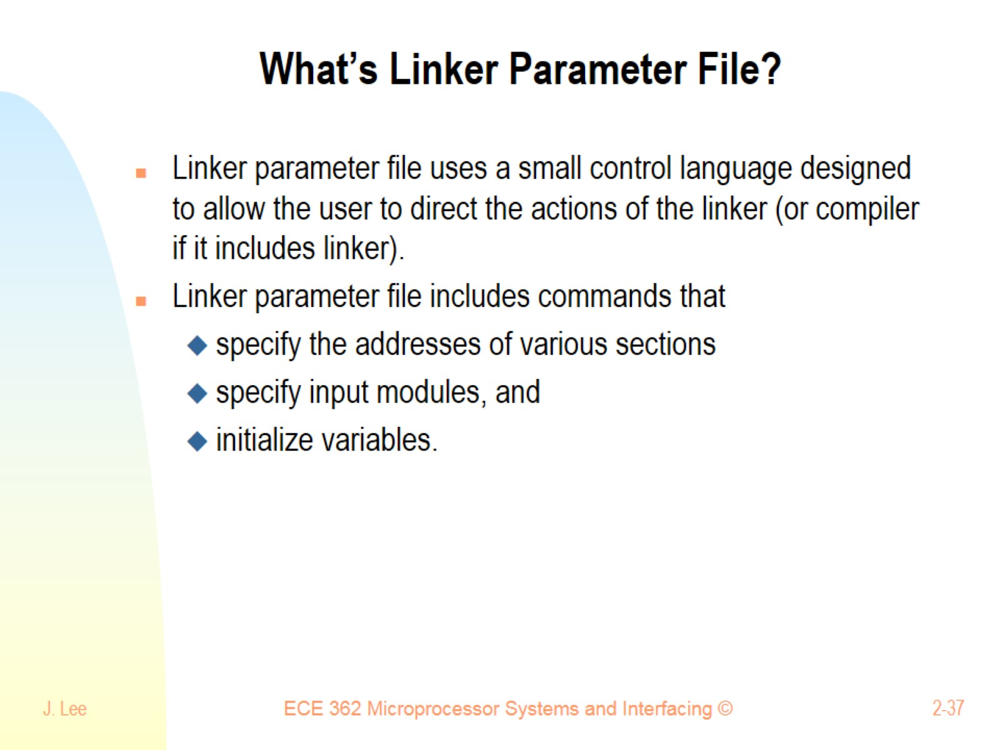 What’s Linker Parameter File?
Linker parameter file uses a small control language designed
to allow the user to direct the actions of the linker (or compiler
if it includes linker).
Linker parameter file includes commands that
specify the addresses of various sections
specify input modules, and
initialize variables.
J. Lee
ECE 362 Microprocessor Systems and Interfacing ©
2-37